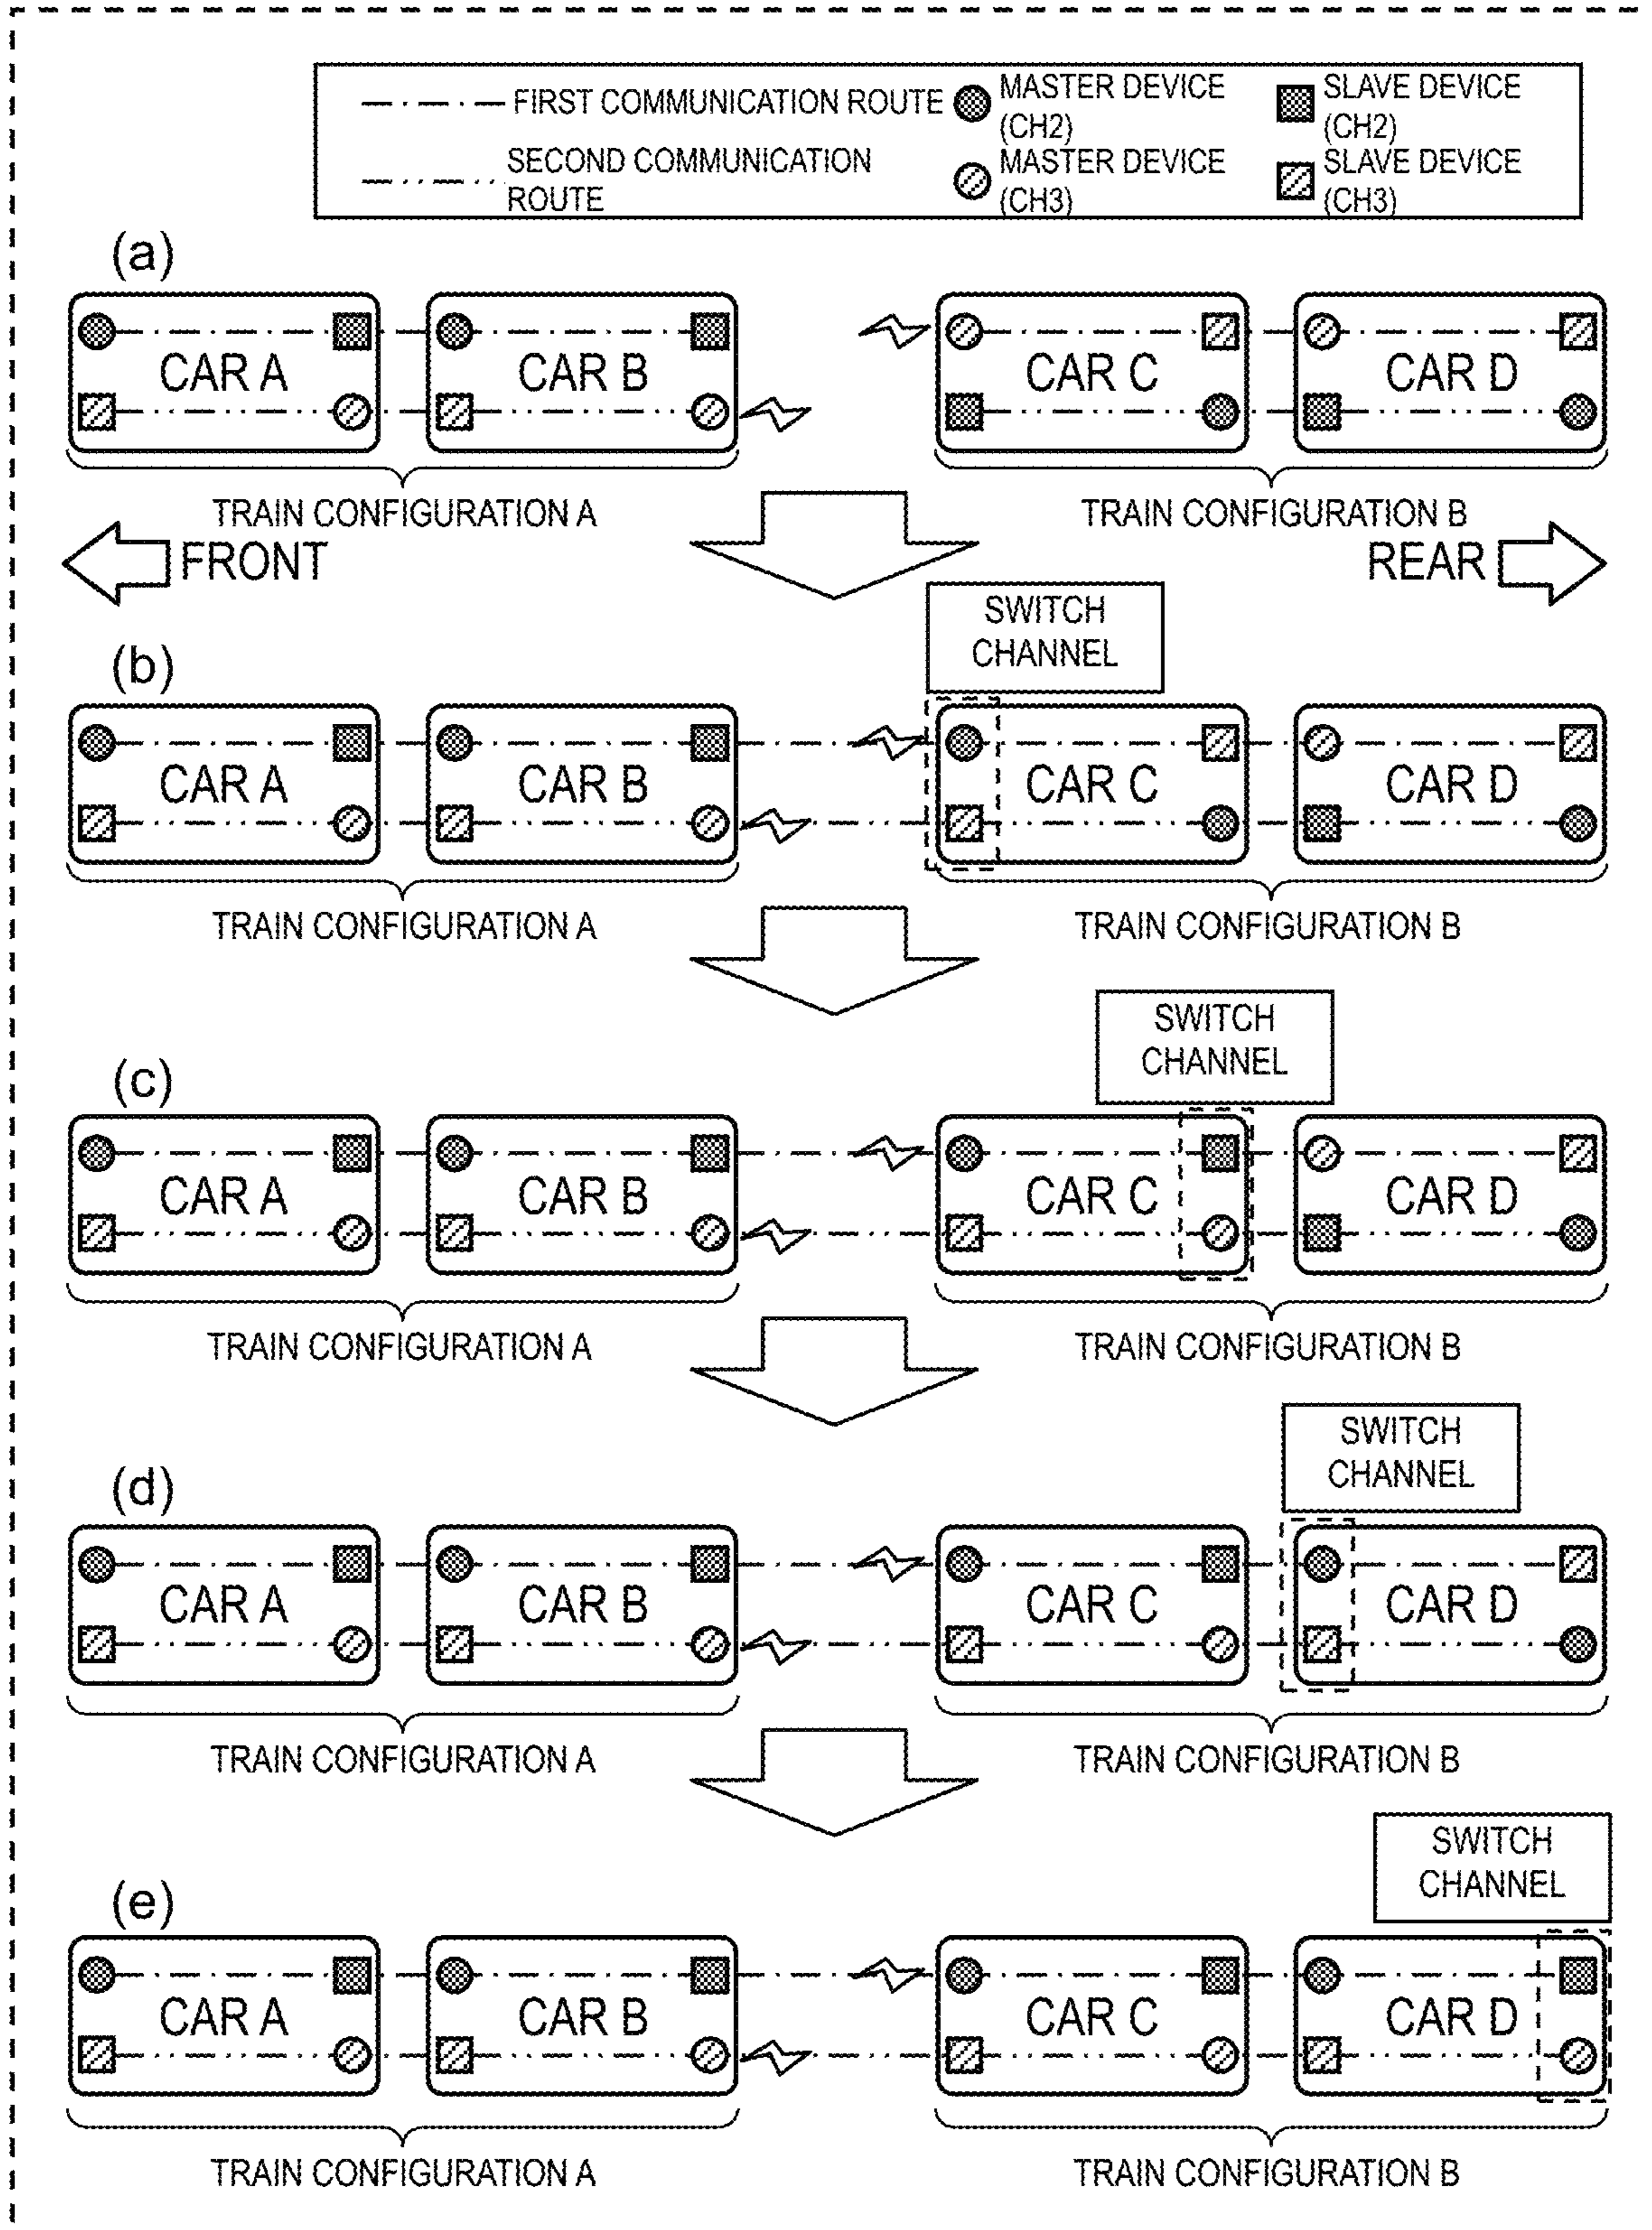 FIRST COMMUNICATION ROUTE
MASTER DEVICE
(CH2)
SLAVE DEVICE
(CH2)
SECOND COMMUNICATION
ROUTE
MASTER DEVICE
(CH3)
SLAVE DEVICE
(CH3)
(a)
CAR A
CAR B
CAR C
CAR D
TRAIN CONFIGURATION A
TRAIN CONFIGURATION B
FRONT
REAR
SWITCH
CHANNEL
(b)
CAR A
CAR B
CAR C
CAR D
TRAIN CONFIGURATION A
TRAIN CONFIGURATION B
SWITCH
CHANNEL
(c)
CAR A
CAR B
CAR C
CAR D
TRAIN CONFIGURATION A
TRAIN CONFIGURATION B
SWITCH
CHANNEL
(d)
CAR A
CAR B
CAR C
CAR D
TRAIN CONFIGURATION A
TRAIN CONFIGURATION B
SWITCH
CHANNEL
(e)
CAR A
CAR B
CAR C
CAR D
TRAIN CONFIGURATION A
TRAIN CONFIGURATION B